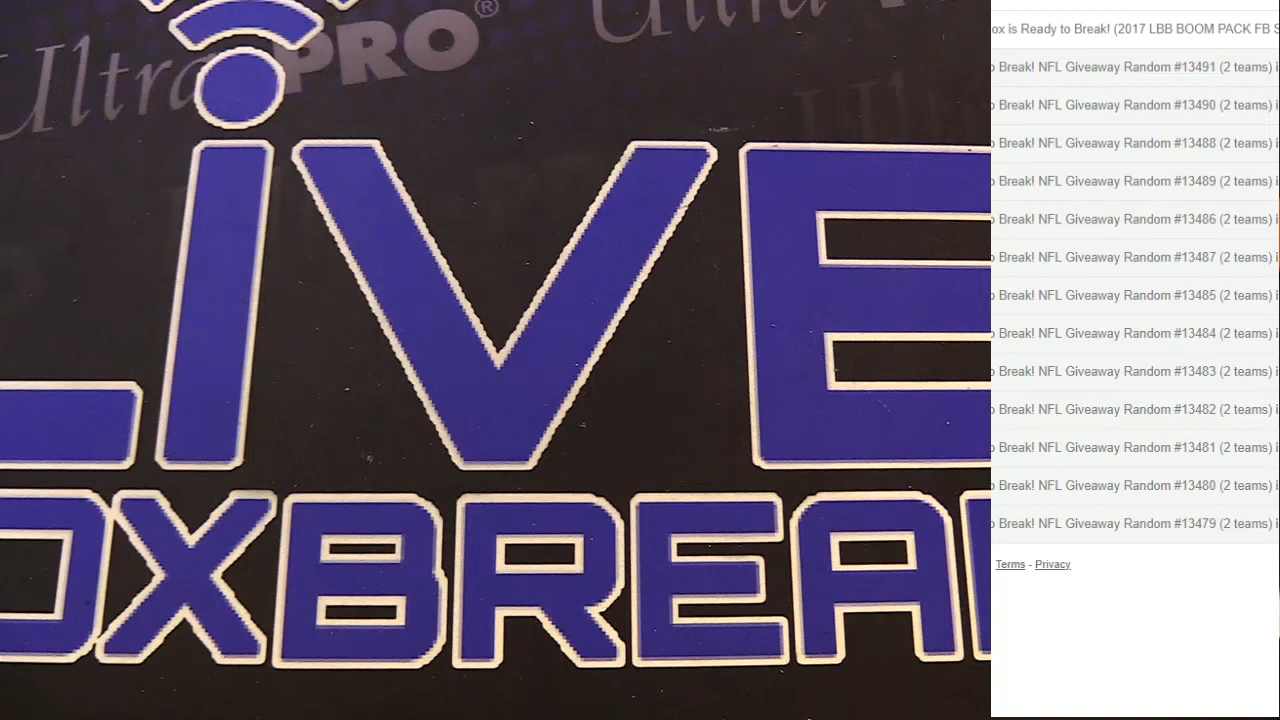 Ultra PRO®
Ultra
LIVE
OXBREA
ox is Ready to Break! (2017 LBB BOOM PACK FB S
o Break! NFL Giveaway Random #13491 (2 teams) i
o Break! NFL Giveaway Random #13490 (2 teams) i
o Break! NFL Giveaway Random #13488 (2 teams) i
o Break! NFL Giveaway Random #13489 (2 teams) i
o Break! NFL Giveaway Random #13486 (2 teams) i
o Break! NFL Giveaway Random #13487 (2 teams) i
o Break! NFL Giveaway Random #13485 (2 teams) i
o Break! NFL Giveaway Random #13484 (2 teams) i
o Break! NFL Giveaway Random #13483 (2 teams) i
o Break! NFL Giveaway Random #13482 (2 teams) i
o Break! NFL Giveaway Random #13481 (2 teams) i
o Break! NFL Giveaway Random #13480 (2 teams) i
o Break! NFL Giveaway Random #13479 (2 teams) i
Terms - Privacy